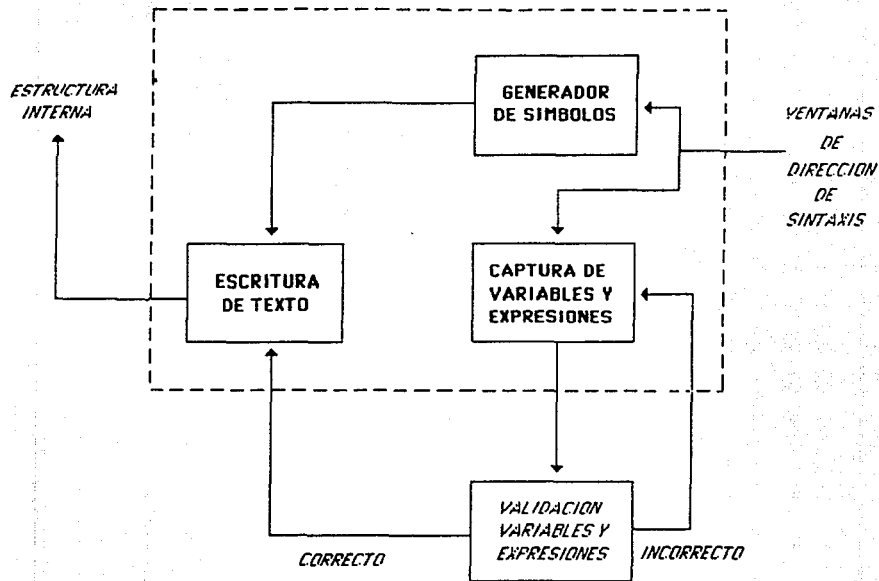 ESTRUCTURA
INTERNA
GENERADOR
DE SIMBOLOS
VENTANAS
DE
DIRECCION
DE
SINTAXIS
ESCRITURA
DE TEXTO
CAPTURA DE
VARIABLES Y
EXPRESIONES
VALIDACION
VARIABLES Y
EXPRESIONES
CORRECTO
INCORRECTO